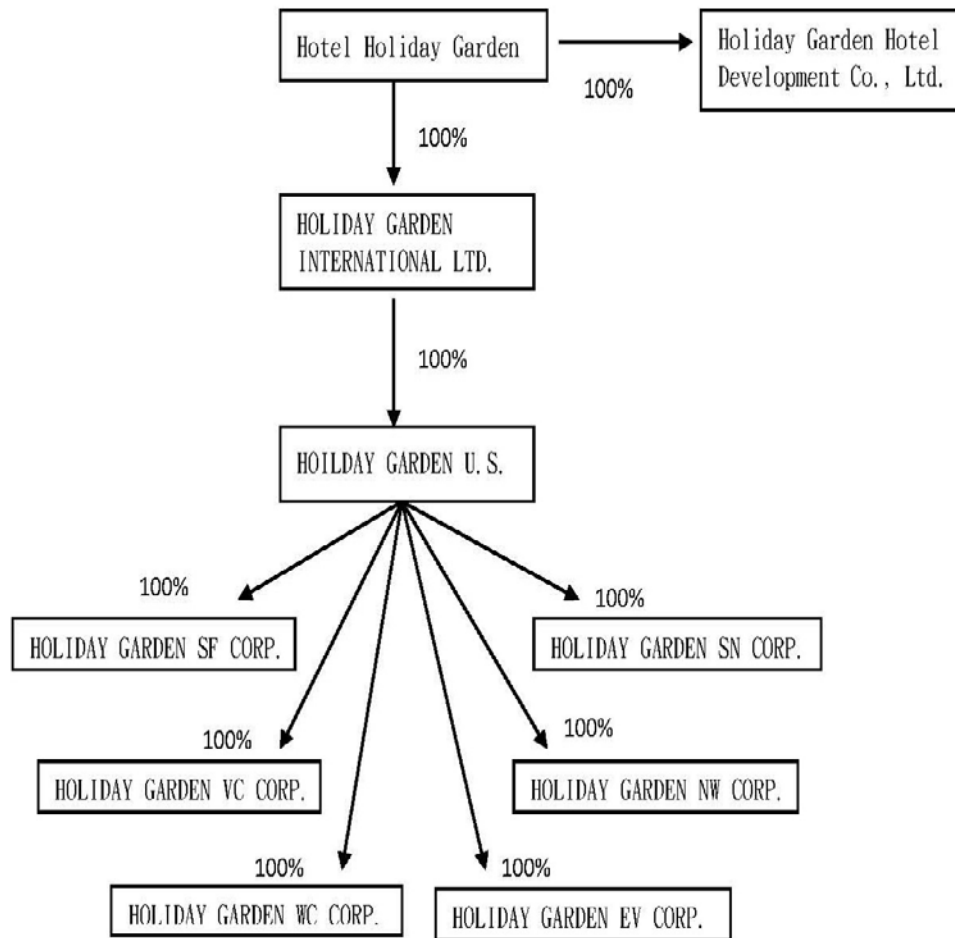 Hotel Holiday Garden
Holiday Garden Hotel
Development Co., Ltd.
100%
100%
HOLIDAY GARDEN
INTERNATIONAL LTD.
100%
HOILDAY GARDEN U.S.
100%
100%
HOLIDAY GARDEN SF CORP.
HOLIDAY GARDEN SN CORP.
100%
100%
HOLIDAY GARDEN VC CORP.
HOLIDAY GARDEN NW CORP.
100%
100%
HOLIDAY GARDEN WC CORP.
HOLIDAY GARDEN EV CORP.